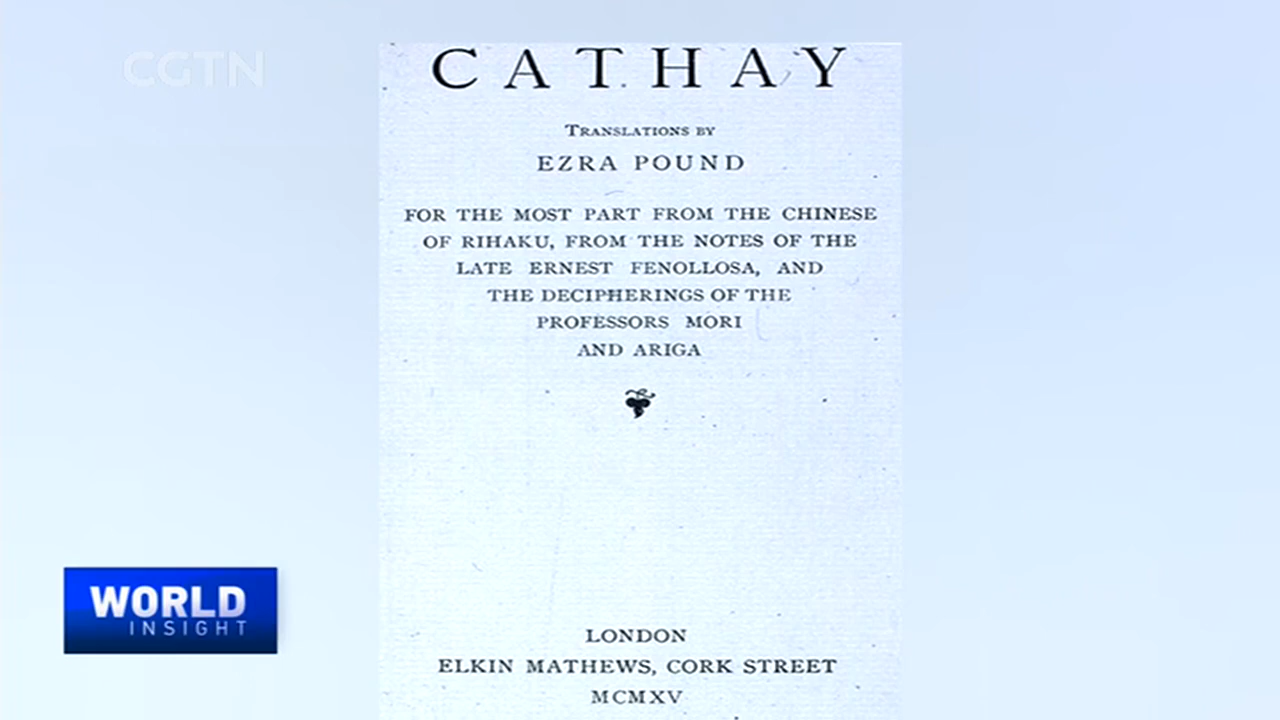 CGTN
CATHAY
TRANSLATIONS BY
EZRA POUND
FOR THE MOST PART FROM THE CHINESE
OF RIHAKU, FROM THE NOTES OF THE
LATE ERNEST FENOLLOSA, AND
THE DECIPHERINGS OF THE
PROFESSORS MORI
AND ARIGA
LONDON
ELKIN MATHEWS, CORK STREET
MCMXV
WORLD
INSIGHT